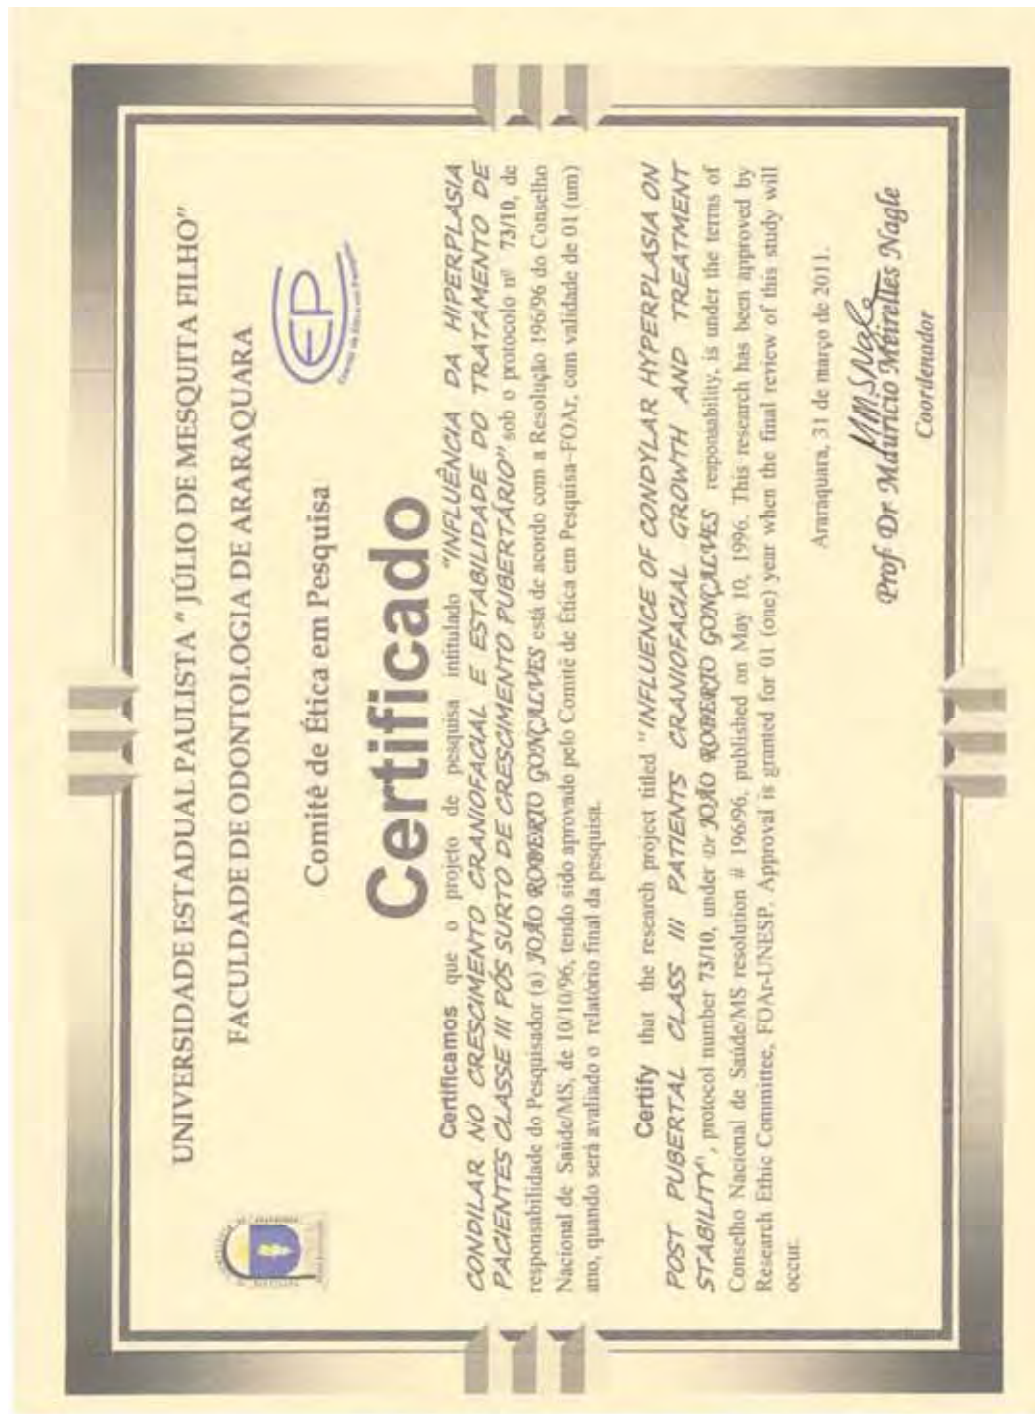 UNIVERSIDADE ESTADUAL PAULISTA " JÚLIO DE MESQUITA FILHO"
FACULDADE DE ODONTOLOGIA DE ARARAQUARA
Comitê de Ética em Pesquisa
CEP
Comitê de Ética em Pesquisa
Certificado
Certificamos que o projeto de pesquisa intitulado "INFLUÊNCIA DA HIPERPLASIA
CONDILAR NO CRESCIMENTO CRANIOFACIAL E ESTABILIDADE DO TRATAMENTO DE
PACIENTES CLASSE III PÓS SURTO DE CRESCIMENTO PUBERTÁRIO" sob o protocolo nº 73/10, de
responsabilidade do Pesquisador (a) JOÃO ROBERTO GONÇALVES está de acordo com a Resolução 196/96 do Conselho
Nacional de Saúde/MS, de 10/10/96, tendo sido aprovado pelo Comitê de Ética em Pesquisa-FOAr, com validade de 01 (um)
ano, quando será avaliado o relatório final da pesquisa.
Certify that the research project titled "INFLUENCE OF CONDYLAR HYPERPLASIA ON
POST PUBERTAL CLASS III PATIENTS CRANIOFACIAL GROWTH AND TREATMENT
STABILITY", protocol number 73/10, under Dr JOÃO ROBERTO GONÇALVES responsability, is under the terms of
Conselho Nacional de Saúde/MS resolution # 196/96, published on May 10, 1996. This research has been approved by
Research Ethic Committee, FOAr-UNESP. Approval is granted for 01 (one) year when the final review of this study will
occur.
Araraquara, 31 de março de 2011.
Prof Dr Mauricio Meirelles Nagle
Coordenador